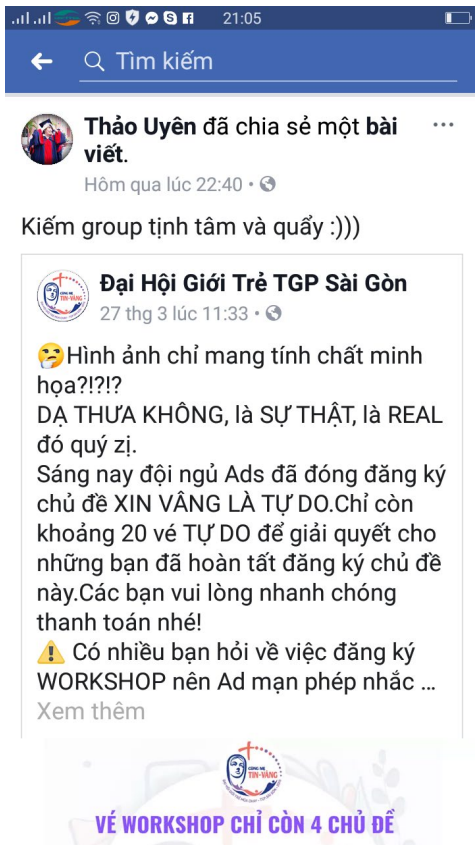 21:05
Tìm kiếm
Thảo Uyên đã chia sẻ một bài
viết.
Hôm qua lúc 22:40
Kiếm group tịnh tâm và quẩy :)))
Đại Hội Giới Trẻ TGP Sài Gòn
27 thg 3 lúc 11:33
🤔Hình ảnh chỉ mang tính chất minh
họa?!?!?
DẠ THƯA KHÔNG, là SỰ THẬT, là REAL
đó quý zị.
Sáng nay đội ngủ Ads đã đóng đăng ký
chủ đề XIN VÂNG LÀ TỰ DO.Chỉ còn
khoảng 20 vé TỰ DO để giải quyết cho
những bạn đã hoàn tất đăng ký chủ đề
này.Các bạn vui lòng nhanh chóng
thanh toán nhé!
⚠️ Có nhiều bạn hỏi về việc đăng ký
WORKSHOP nên Ad mạn phép nhắc ...
Xem thêm
CÙNG MẸ
TIN-VÂNG
VÉ WORKSHOP CHỈ CÒN 4 CHỦ ĐỀ